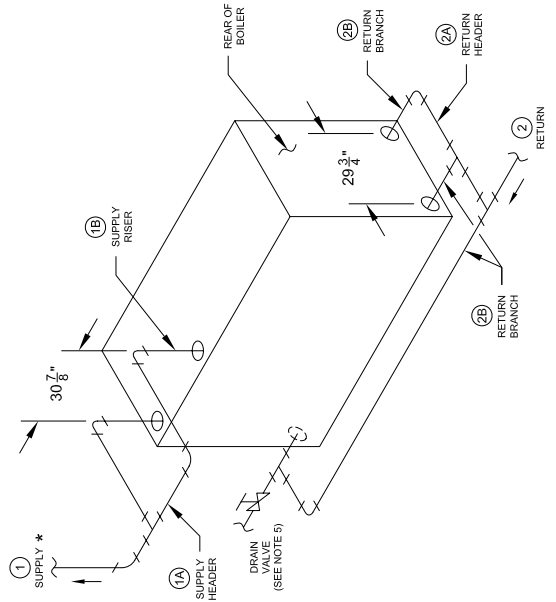 1
SUPPLY *
1A
SUPPLY
HEADER
30 7/8"
1B
SUPPLY
RISER
DRAIN
VALVE
(SEE NOTE 5)
REAR OF
BOILER
29 3/4"
2B
RETURN
BRANCH
2A
RETURN
HEADER
2
RETURN
2B
RETURN
BRANCH